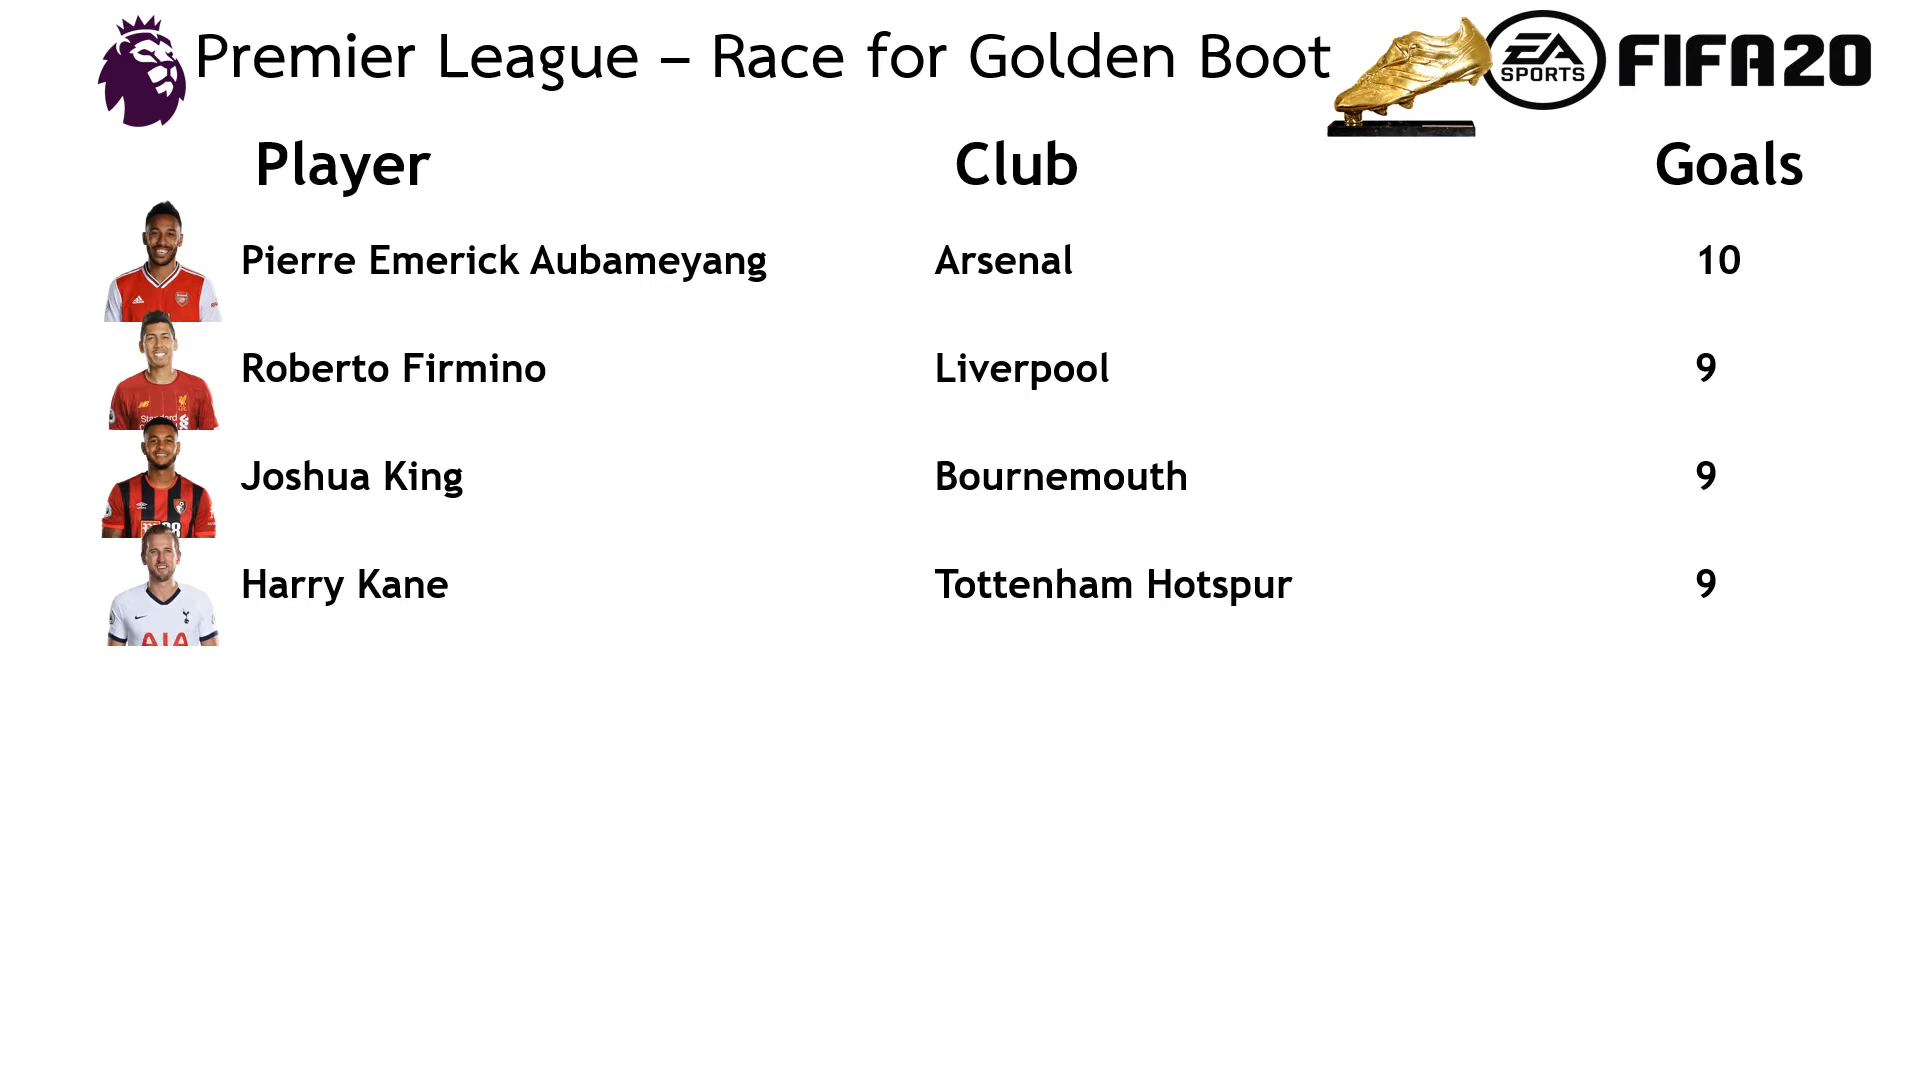 Premier League – Race for Golden Boot
EA SPORTS FIFA20
Player Club Goals
Pierre Emerick Aubameyang Arsenal 10
Roberto Firmino Liverpool 9
Joshua King Bournemouth 9
Harry Kane Tottenham Hotspur 9
AIA